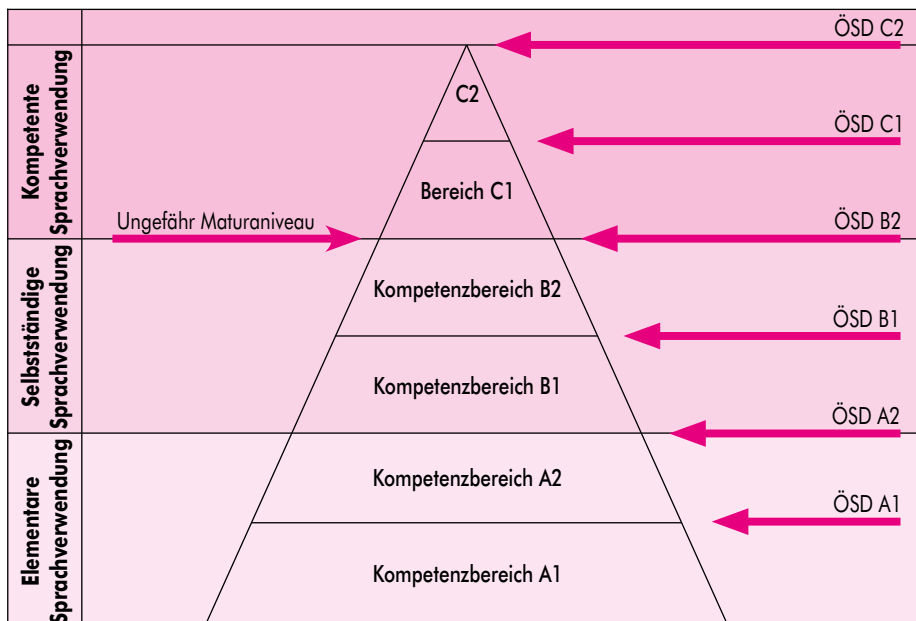 ÖSD C2
C2
ÖSD C1
Kompetente
Sprachverwendung
Bereich C1
Ungefähr Maturaniveau
ÖSD B2
Selbstständige
Sprachverwendung
Kompetenzbereich B2
ÖSD B1
Kompetenzbereich B1
ÖSD A2
Elementare
Sprachverwendung
Kompetenzbereich A2
ÖSD A1
Kompetenzbereich A1